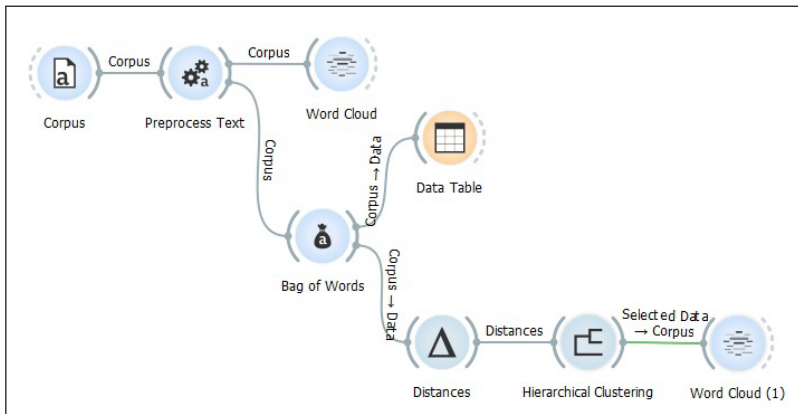 Corpus
Corpus
a
a
Corpus
Preprocess Text
Word Cloud
Corpus
Corpus → Data
Data Table
a
Bag of Words
Corpus → Data
Distances
Selected Data
→ Corpus
Distances
Hierarchical Clustering
Word Cloud (1)